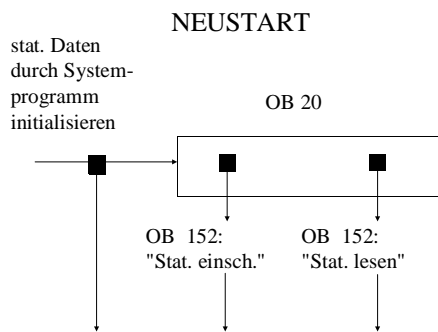 NEUSTART
stat. Daten
durch System-
programm
initialisieren
OB 20
OB 152:
"Stat. einsch."
OB 152:
"Stat. lesen"